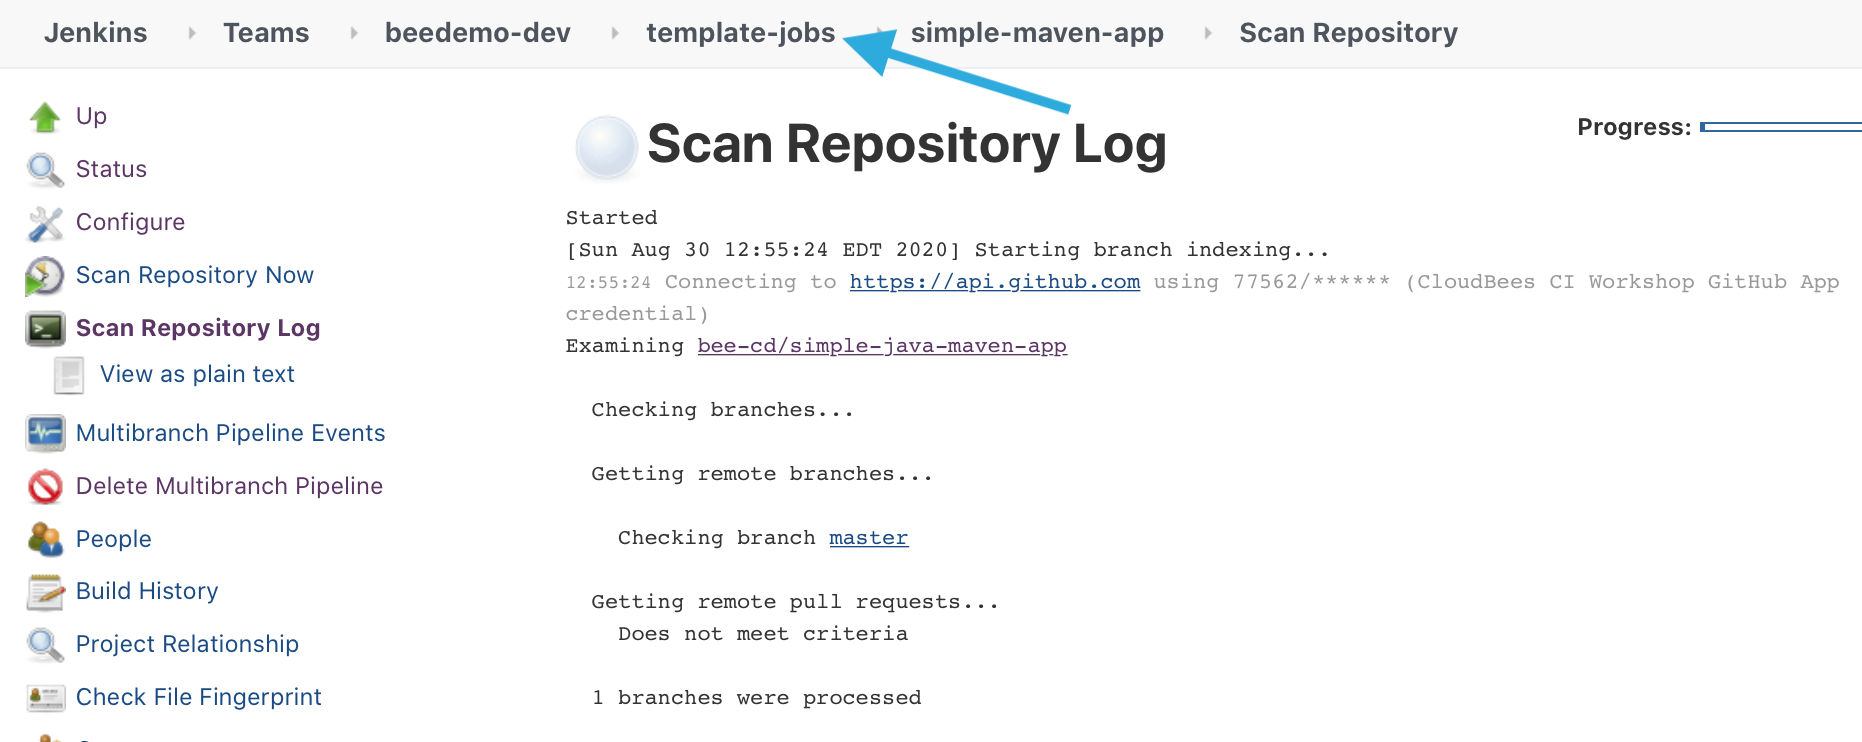 Jenkins Teams beedemo-dev template-jobs simple-maven-app Scan Repository
Up
Status
Configure
Scan Repository Now
Scan Repository Log
View as plain text
Multibranch Pipeline Events
Delete Multibranch Pipeline
People
Build History
Project Relationship
Check File Fingerprint
Scan Repository Log
Progress:
Started
[Sun Aug 30 12:55:24 EDT 2020] Starting branch indexing...
12:55:24 Connecting to https://api.github.com using 77562/****** (CloudBees CI Workshop GitHub App
credential)
Examining bee-cd/simple-java-maven-app
Checking branches...
Getting remote branches...
Checking branch master
Getting remote pull requests...
Does not meet criteria
1 branches were processed